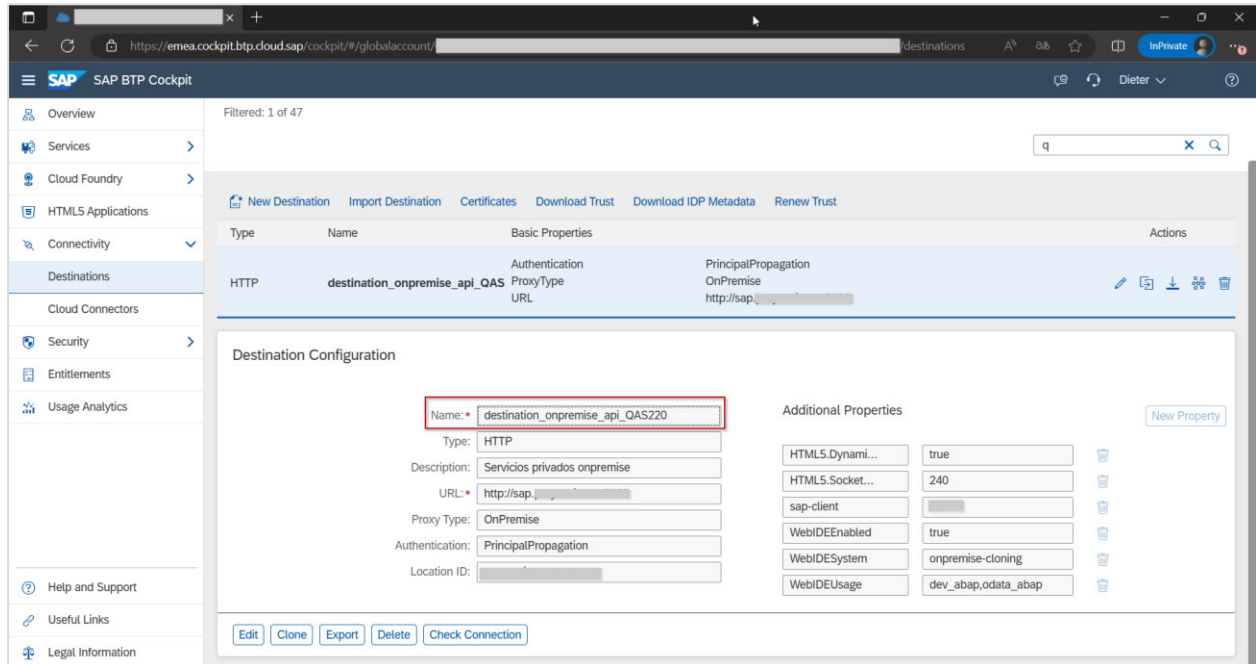 https://emea.cockpit.btp.cloud.sap/cockpit/#/globalaccount/ /destinations InPrivate
SAP SAP BTP Cockpit Dieter
Overview
Services
Cloud Foundry
HTML5 Applications
Connectivity
Destinations
Cloud Connectors
Security
Entitlements
Usage Analytics
Help and Support
Useful Links
Legal Information
Filtered: 1 of 47
q
New Destination Import Destination Certificates Download Trust Download IDP Metadata Renew Trust
Type Name Basic Properties Actions
HTTP destination_onpremise_api_QAS
Authentication PrincipalPropagation
ProxyType OnPremise
URL http://sap.
Destination Configuration
Name:* destination_onpremise_api_QAS220
Type: HTTP
Description: Servicios privados onpremise
URL:* http://sap.
Proxy Type: OnPremise
Authentication: PrincipalPropagation
Location ID:
Additional Properties New Property
HTML5.Dynami... true
HTML5.Socket... 240
sap-client
WebIDEEnabled true
WebIDESystem onpremise-cloning
WebIDEUsage dev_abap,odata_abap
Edit Clone Export Delete Check Connection